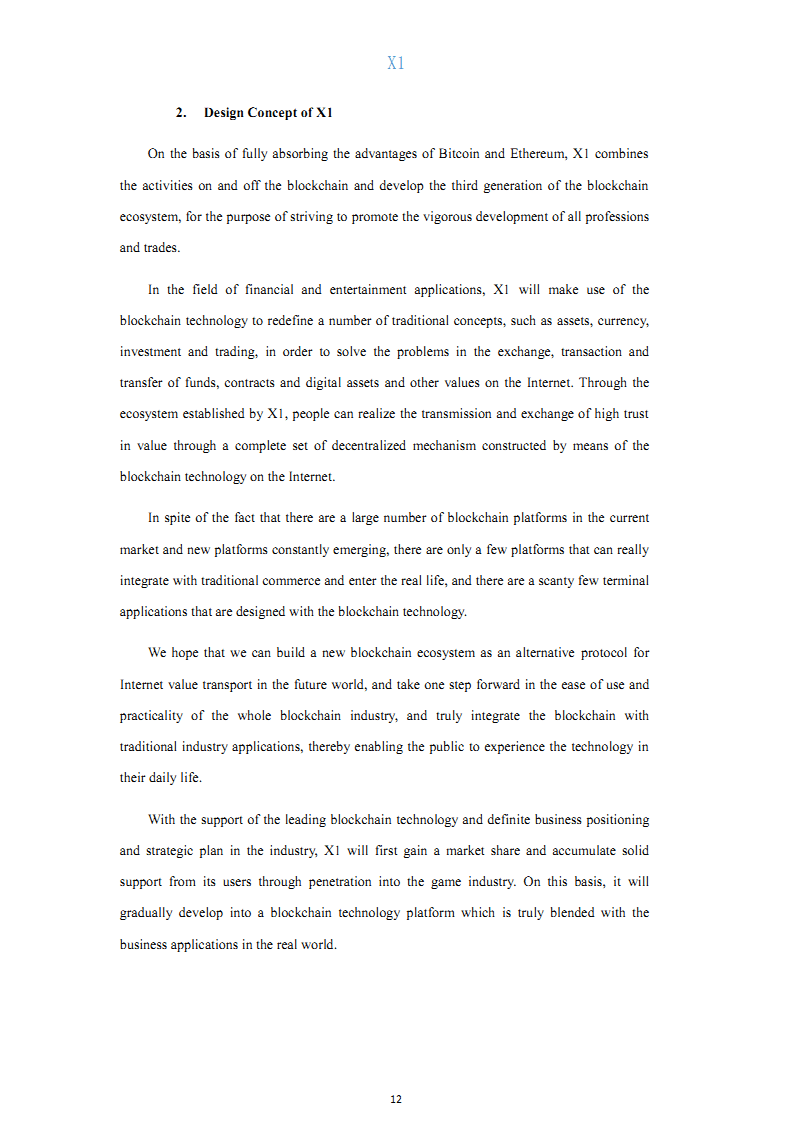 X1
2. Design Concept of X1
On the basis of fully absorbing the advantages of Bitcoin and Ethereum, X1 combines
the activities on and off the blockchain and develop the third generation of the blockchain
ecosystem, for the purpose of striving to promote the vigorous development of all professions
and trades.
In the field of financial and entertainment applications, X1 will make use of the
blockchain technology to redefine a number of traditional concepts, such as assets, currency,
investment and trading, in order to solve the problems in the exchange, transaction and
transfer of funds, contracts and digital assets and other values on the Internet. Through the
ecosystem established by X1, people can realize the transmission and exchange of high trust
in value through a complete set of decentralized mechanism constructed by means of the
blockchain technology on the Internet.
In spite of the fact that there are a large number of blockchain platforms in the current
market and new platforms constantly emerging, there are only a few platforms that can really
integrate with traditional commerce and enter the real life, and there are a scanty few terminal
applications that are designed with the blockchain technology.
We hope that we can build a new blockchain ecosystem as an alternative protocol for
Internet value transport in the future world, and take one step forward in the ease of use and
practicality of the whole blockchain industry, and truly integrate the blockchain with
traditional industry applications, thereby enabling the public to experience the technology in
their daily life.
With the support of the leading blockchain technology and definite business positioning
and strategic plan in the industry, X1 will first gain a market share and accumulate solid
support from its users through penetration into the game industry. On this basis, it will
gradually develop into a blockchain technology platform which is truly blended with the
business applications in the real world.
12